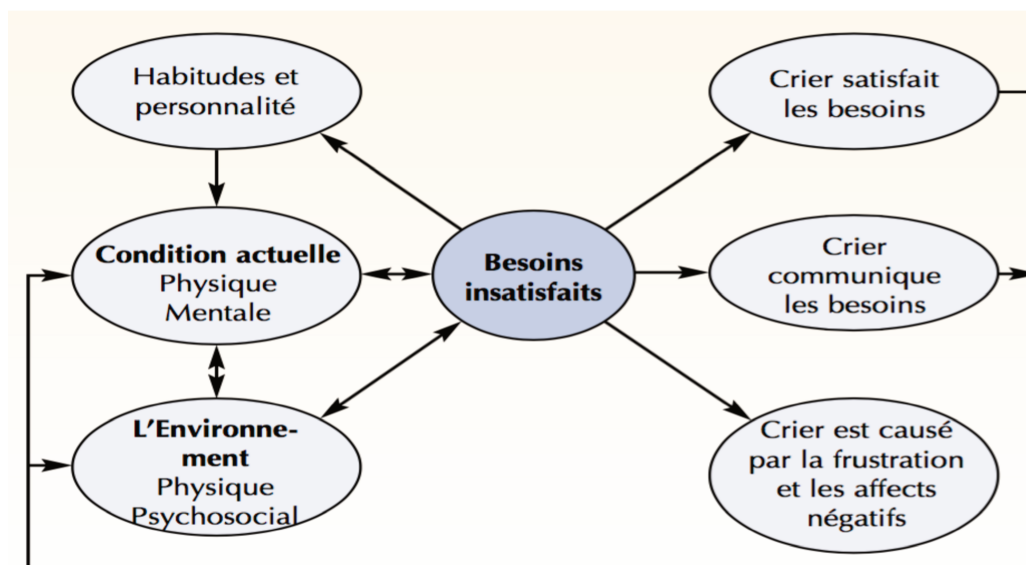 Habitudes et
personnalité
Condition actuelle
Physique
Mentale
L’Environne-
ment
Physique
Psychosocial
Besoins
insatisfaits
Crier satisfait
les besoins
Crier
communique
les besoins
Crier est causé
par la frustration
et les affects
négatifs